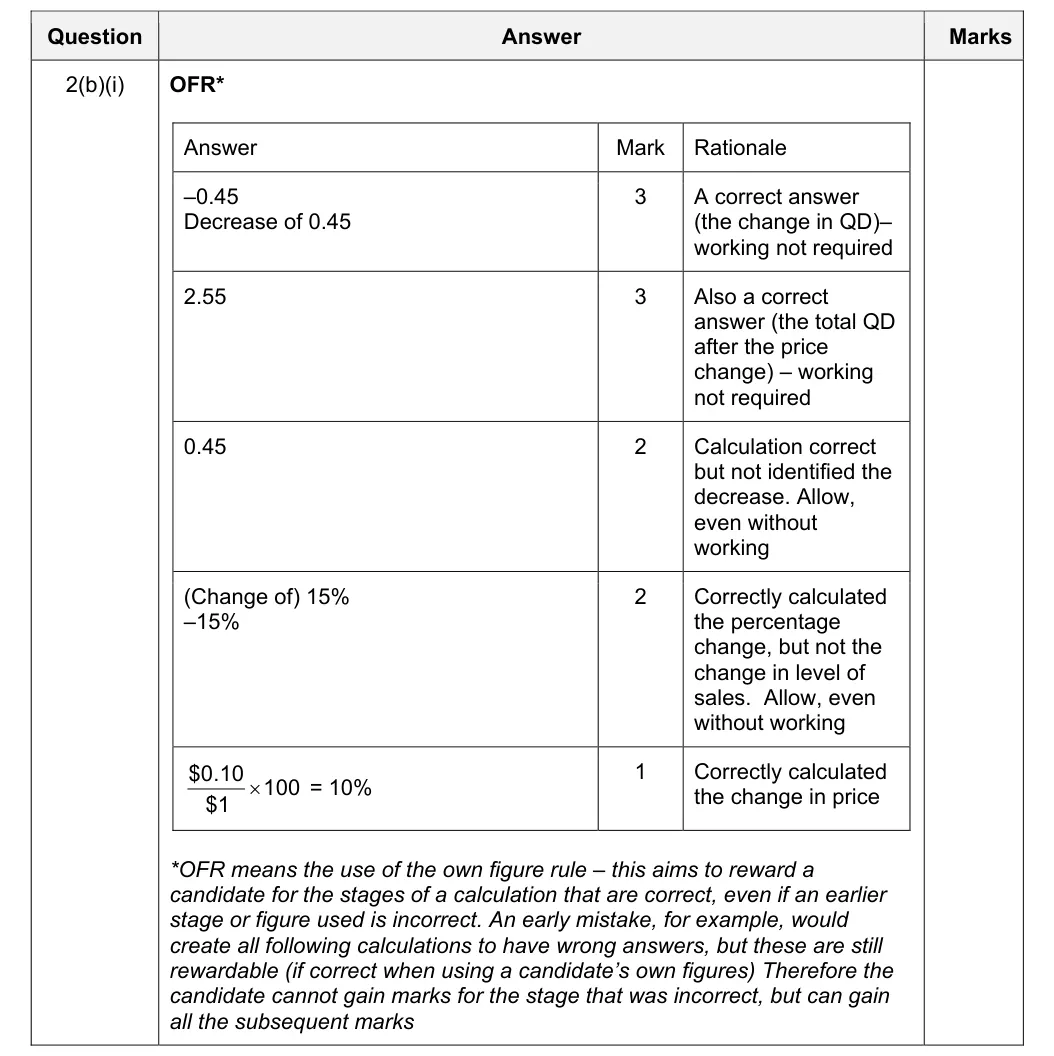 Question Answer Marks
2(b)(i) OFR*
Answer Mark Rationale
–0.45 3 A correct answer
Decrease of 0.45 (the change in QD)–
working not required
2.55 3 Also a correct
answer (the total QD
after the price
change) – working
not required
0.45 2 Calculation correct
but not identified the
decrease. Allow,
even without
working
(Change of) 15% 2 Correctly calculated
–15% the percentage
change, but not the
change in level of
sales.  Allow, even
without working
$0.10/$1 ×100 = 10% 1 Correctly calculated
the change in price
*OFR means the use of the own figure rule – this aims to reward a
candidate for the stages of a calculation that are correct, even if an earlier
stage or figure used is incorrect. An early mistake, for example, would
create all following calculations to have wrong answers, but these are still
rewardable (if correct when using a candidate’s own figures) Therefore the
candidate cannot gain marks for the stage that was incorrect, but can gain
all the subsequent marks